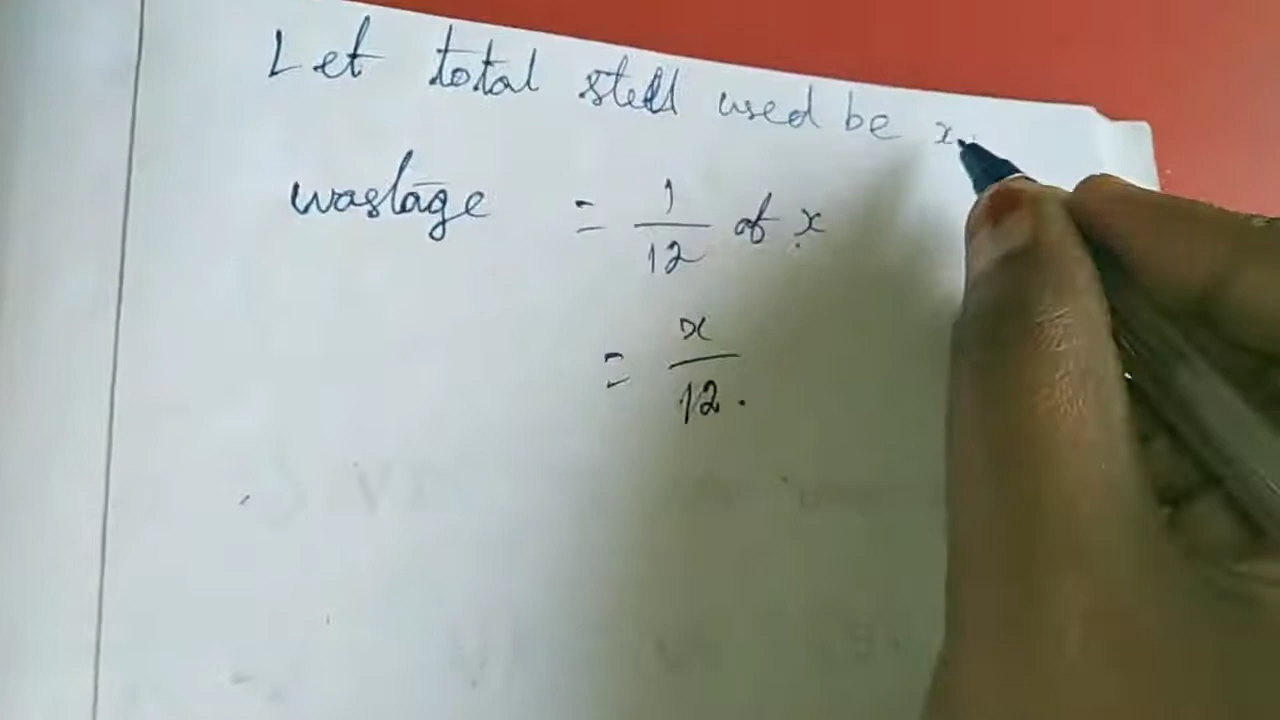 Let total steel used be x
wastage = 1/12 of x
= x/12.